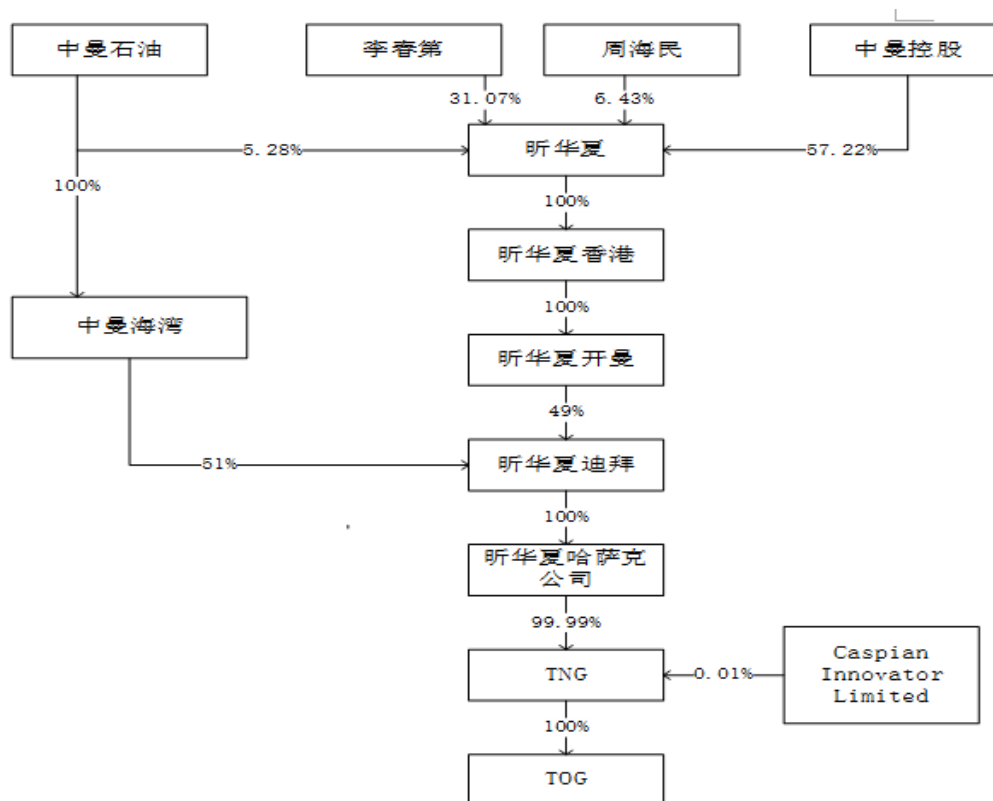 中曼石油
李春第
周海民
中曼控股
31.07%
6.43%
5.28%
昕华夏
57.22%
100%
100%
昕华夏香港
中曼海湾
100%
昕华夏开曼
49%
51%
昕华夏迪拜
100%
昕华夏哈萨克
公司
99.99%
TNG
0.01%
Caspian
Innovator
Limited
100%
TOG